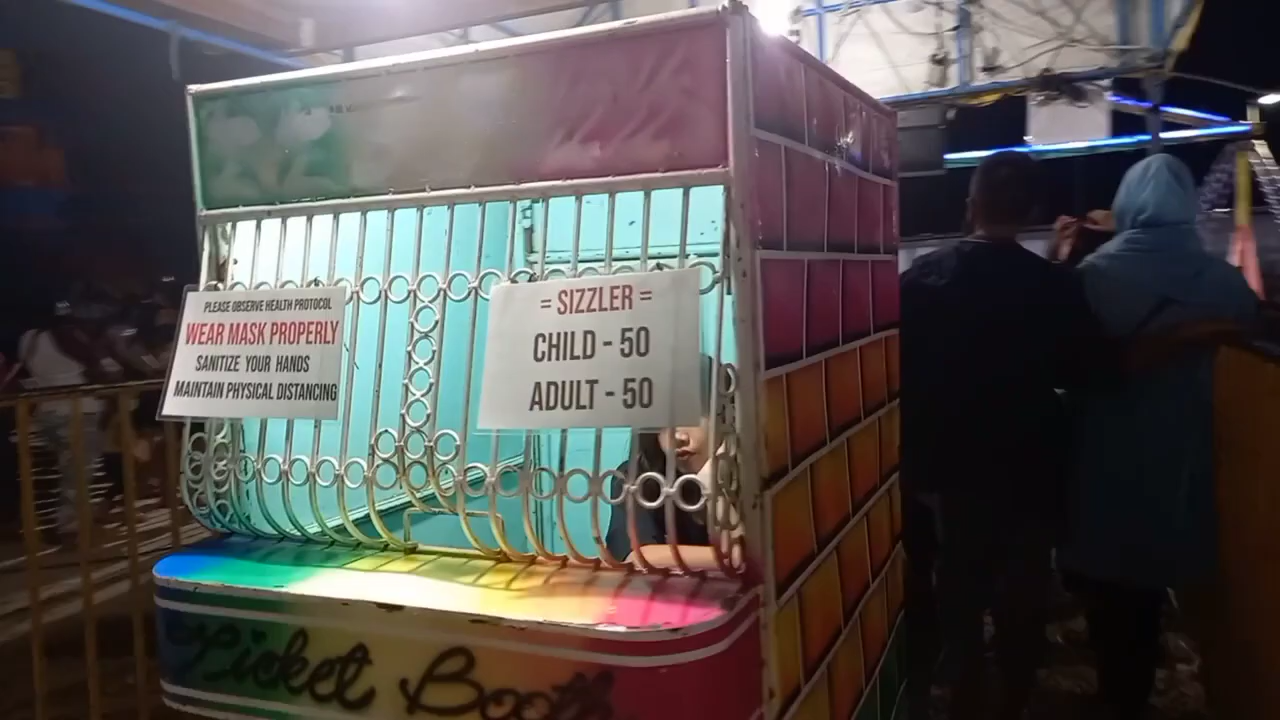 PLEASE OBSERVE HEALTH PROTOCOL
WEAR MASK PROPERLY
SANITIZE YOUR HANDS
MAINTAIN PHYSICAL DISTANCING
= SIZZLER =
CHILD - 50
ADULT - 50
Ticket Booth